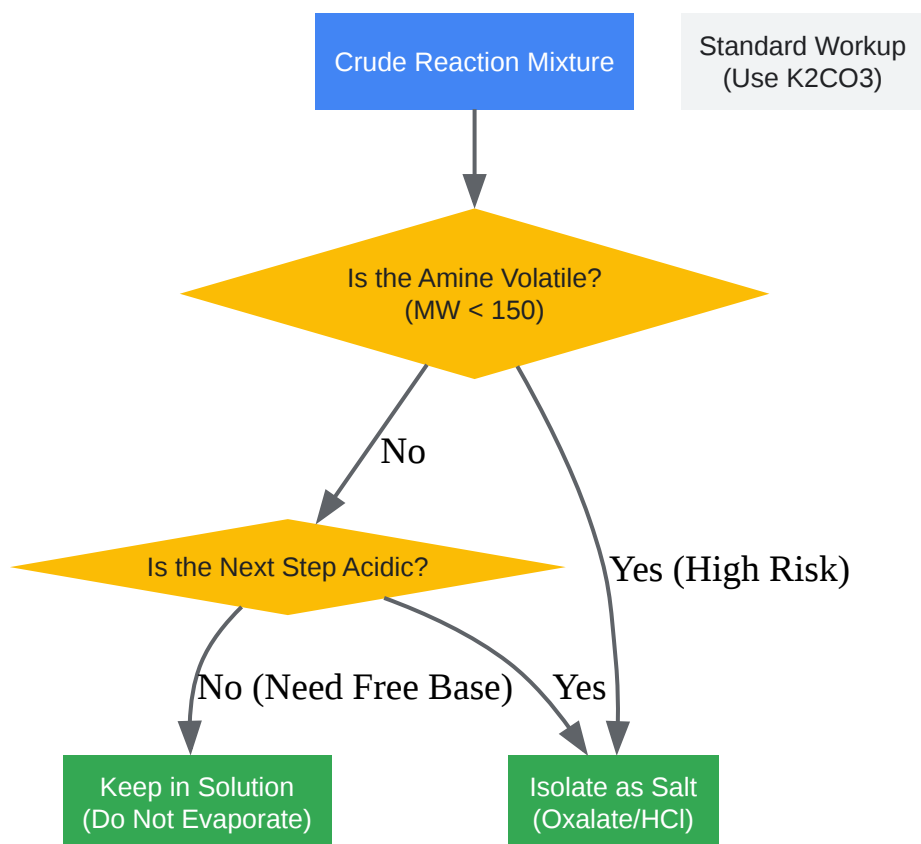 Crude Reaction Mixture
Standard Workup
(Use K2CO3)
Is the Amine Volatile?
(MW < 150)
No
Is the Next Step Acidic?
Yes (High Risk)
No (Need Free Base)
Yes
Keep in Solution
(Do Not Evaporate)
Isolate as Salt
(Oxalate/HCl)